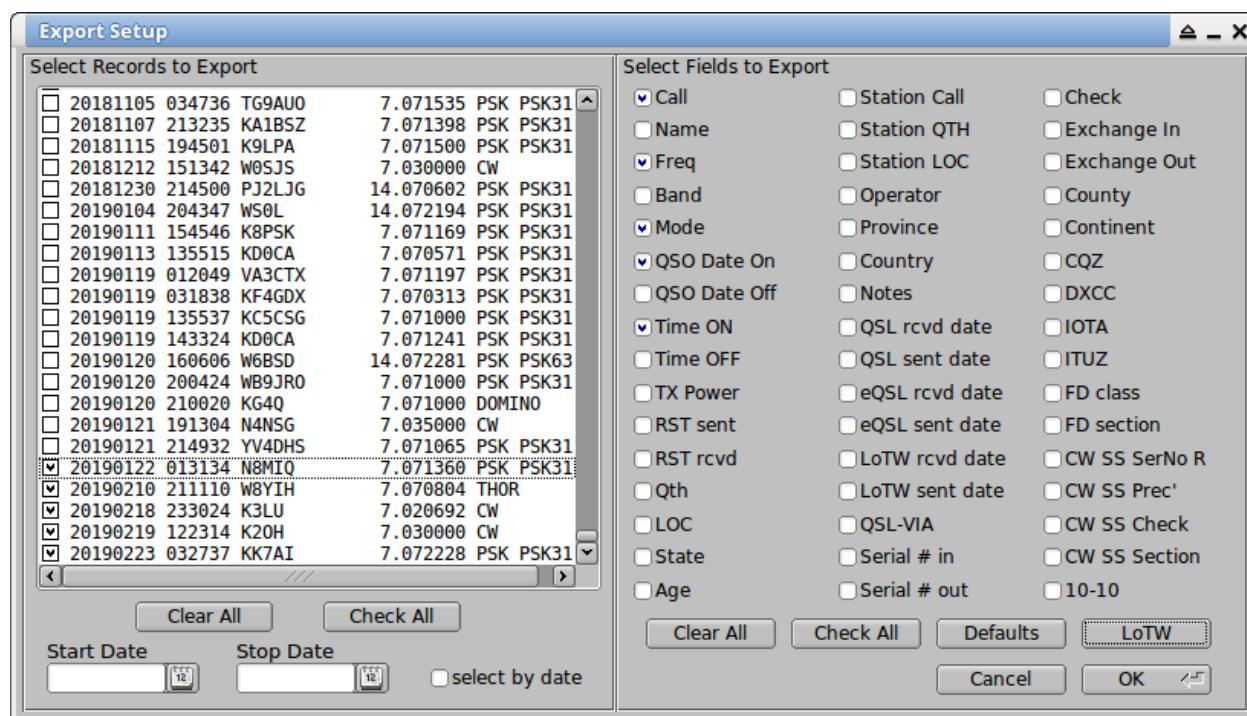 Export Setup
Select Records to Export
20181105 034736 TG9AUO 7.071535 PSK PSK31
20181107 213235 KA1BSZ 7.071398 PSK PSK31
20181115 194501 K9LPA 7.071500 PSK PSK31
20181212 151342 W0SJS 7.030000 CW
20181230 214500 PJ2LJG 14.070602 PSK PSK31
20190104 204347 WS0L 14.072194 PSK PSK31
20190111 154546 K8PSK 7.071169 PSK PSK31
20190113 135515 KD0CA 7.070571 PSK PSK31
20190119 012049 VA3CTX 7.071197 PSK PSK31
20190119 031838 KF4GDX 7.070313 PSK PSK31
20190119 135537 KC5CSG 7.071000 PSK PSK31
20190119 143324 KD0CA 7.071241 PSK PSK31
20190120 160606 W6BSD 14.072281 PSK PSK63
20190120 200424 WB9JRO 7.071000 PSK PSK31
20190120 210020 KG4Q 7.071000 DOMINO
20190121 191304 N4NSG 7.035000 CW
20190121 214932 YV4DHS 7.071065 PSK PSK31
20190122 013134 N8MIQ 7.071360 PSK PSK31
20190210 211110 W8YIH 7.070804 THOR
20190218 233024 K3LU 7.020692 CW
20190219 122314 K2OH 7.030000 CW
20190223 032737 KK7AI 7.072228 PSK PSK31
Clear All Check All
Start Date Stop Date
12 12 select by date
Select Fields to Export
Call Station Call Check
Name Station QTH Exchange In
Freq Station LOC Exchange Out
Band Operator County
Mode Province Continent
QSO Date On Country CQZ
QSO Date Off Notes DXCC
Time ON QSL rcvd date IOTA
Time OFF QSL sent date ITUZ
TX Power eQSL rcvd date FD class
RST sent eQSL sent date FD section
RST rcvd LoTW rcvd date CW SS SerNo R
Qth LoTW sent date CW SS Prec'
LOC QSL-VIA CW SS Check
State Serial # in CW SS Section
Age Serial # out 10-10
Clear All Check All Defaults LoTW
Cancel OK